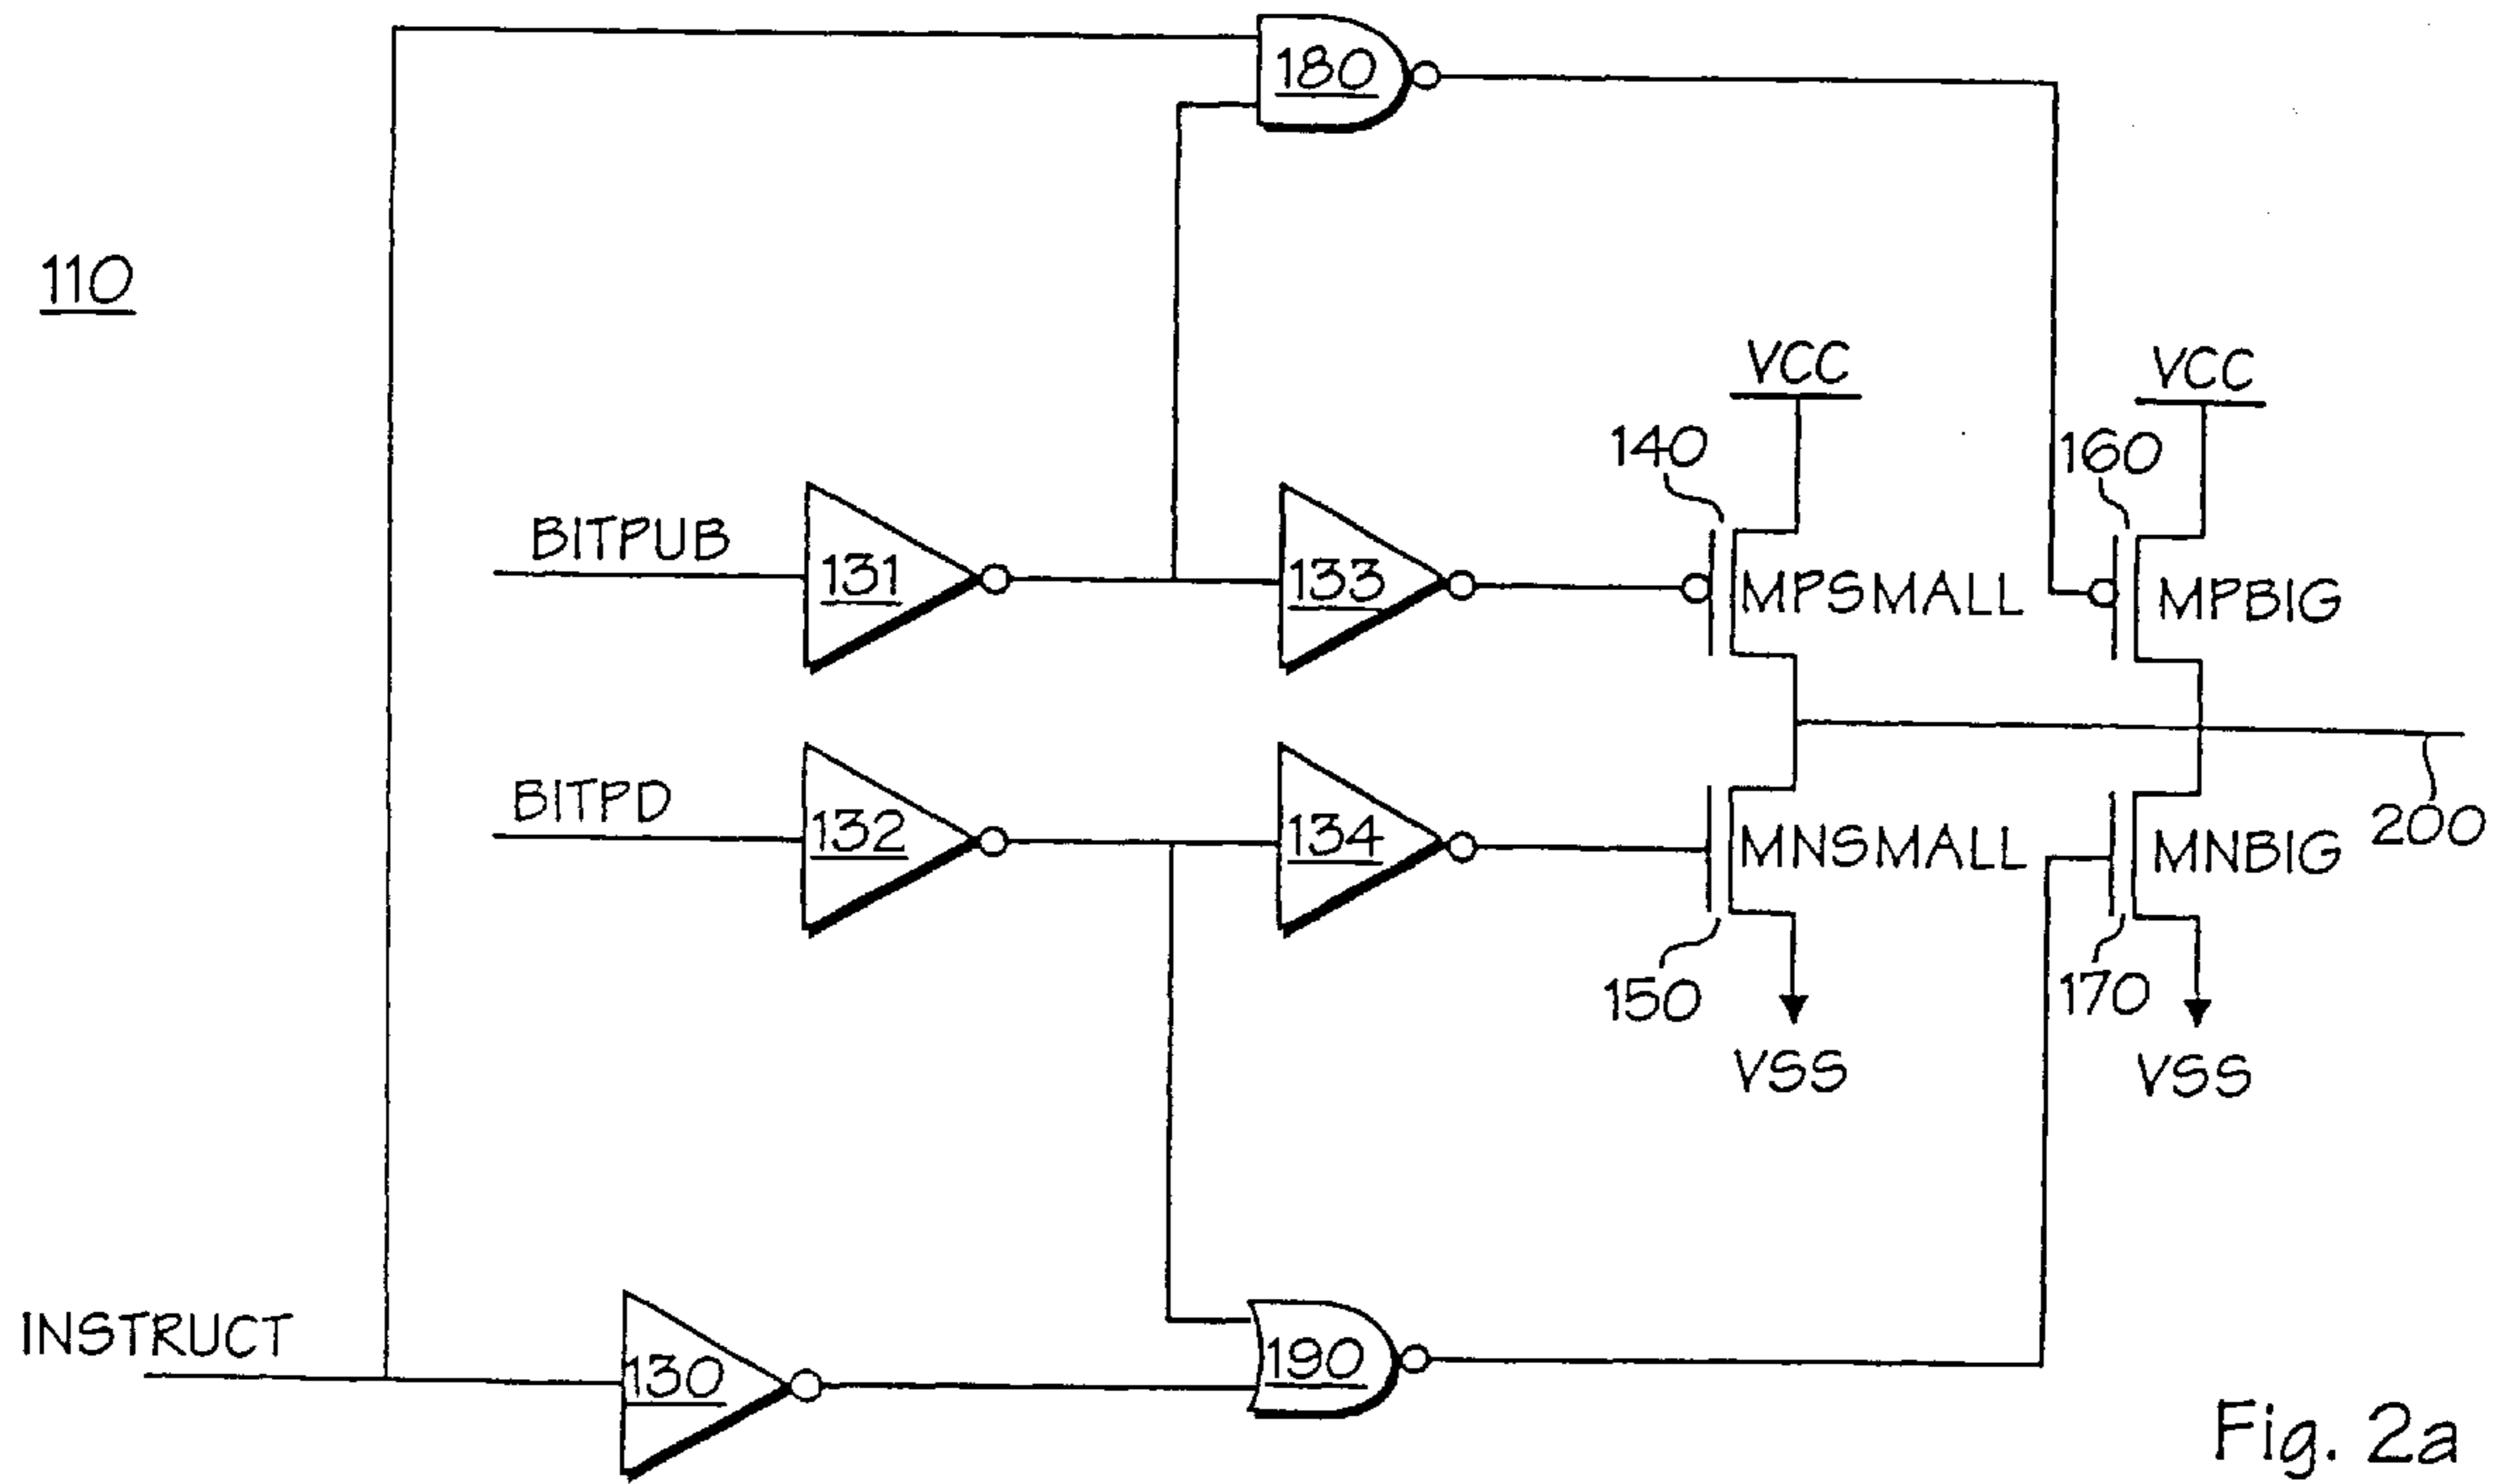 180
110
VCC
VCC
140
160
BITPUB
131
133
MPSMALL
MPBIG
BITPD
132
134
MNSMALL
MNBIG
200
150
170
VSS
VSS
INSTRUCT
130
190
Fig. 2a